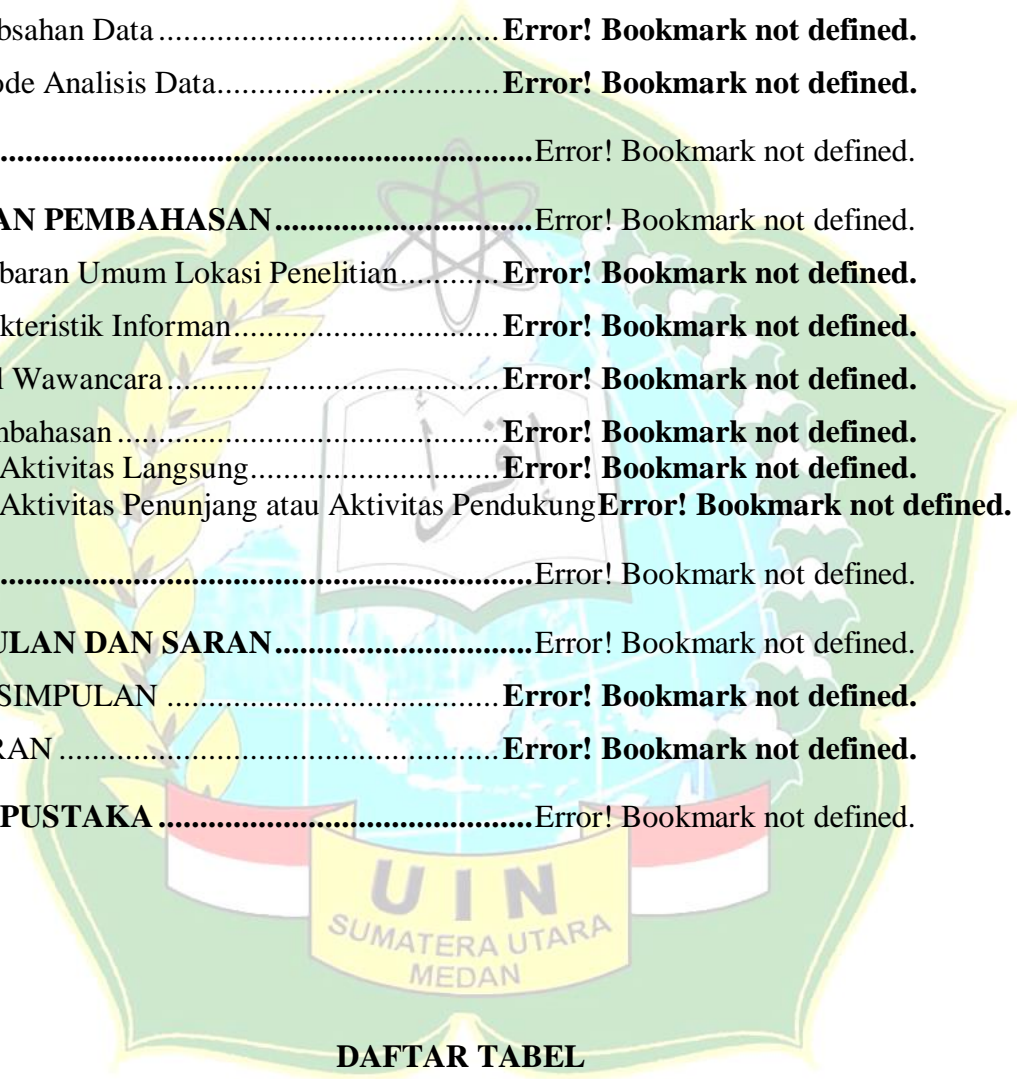 bsahan Data ......................................... Error! Bookmark not defined.
ode Analisis Data.................................. Error! Bookmark not defined.
.................................................................Error! Bookmark not defined.
AN PEMBAHASAN...............................Error! Bookmark not defined.
baran Umum Lokasi Penelitian............ Error! Bookmark not defined.
kteristik Informan................................ Error! Bookmark not defined.
l Wawancara ........................................ Error! Bookmark not defined.
mbahasan .............................................. Error! Bookmark not defined.
Aktivitas Langsung.............................. Error! Bookmark not defined.
Aktivitas Penunjang atau Aktivitas PendukungError! Bookmark not defined.
.................................................................Error! Bookmark not defined.
ULAN DAN SARAN...............................Error! Bookmark not defined.
SIMPULAN ........................................ Error! Bookmark not defined.
RAN ..................................................... Error! Bookmark not defined.
PUSTAKA .............................................Error! Bookmark not defined.
إقرأ
UIN
SUMATERA UTARA
MEDAN
DAFTAR TABEL